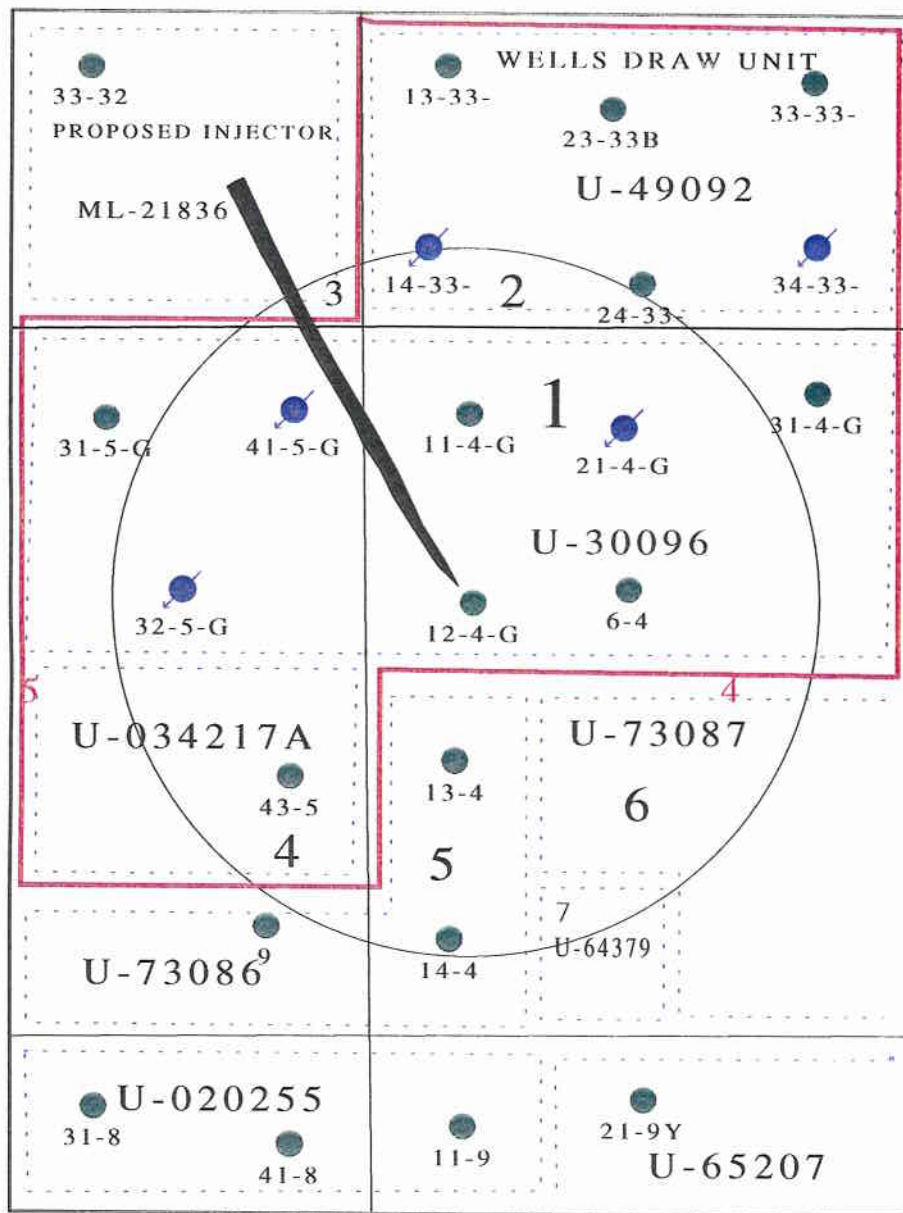 WELLS DRAW UNIT
33-32
13-33-
33-33-
23-33B
PROPOSED INJECTOR
U-49092
ML-21836
14-33-
34-33-
3
2
24-33-
1
31-5-G
41-5-G
11-4-G
21-4-G
31-4-G
U-30096
32-5-G
12-4-G
6-4
5
4
U-034217A
U-73087
13-4
43-5
6
4
5
7
U-64379
9
U-73086
14-4
U-020255
31-8
41-8
11-9
21-9Y
U-65207